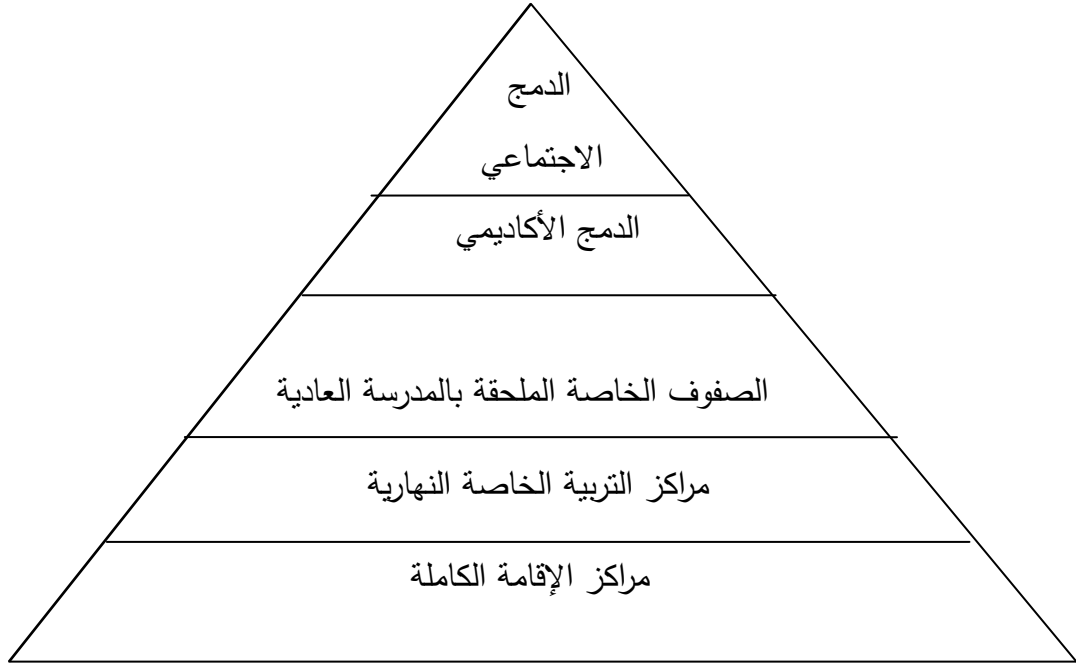 الدمج
الاجتماعي
الدمج الأكاديمي
الصفوف الخاصة الملحقة بالمدرسة العادية
مراكز التربية الخاصة النهارية
مراكز الإقامة الكاملة